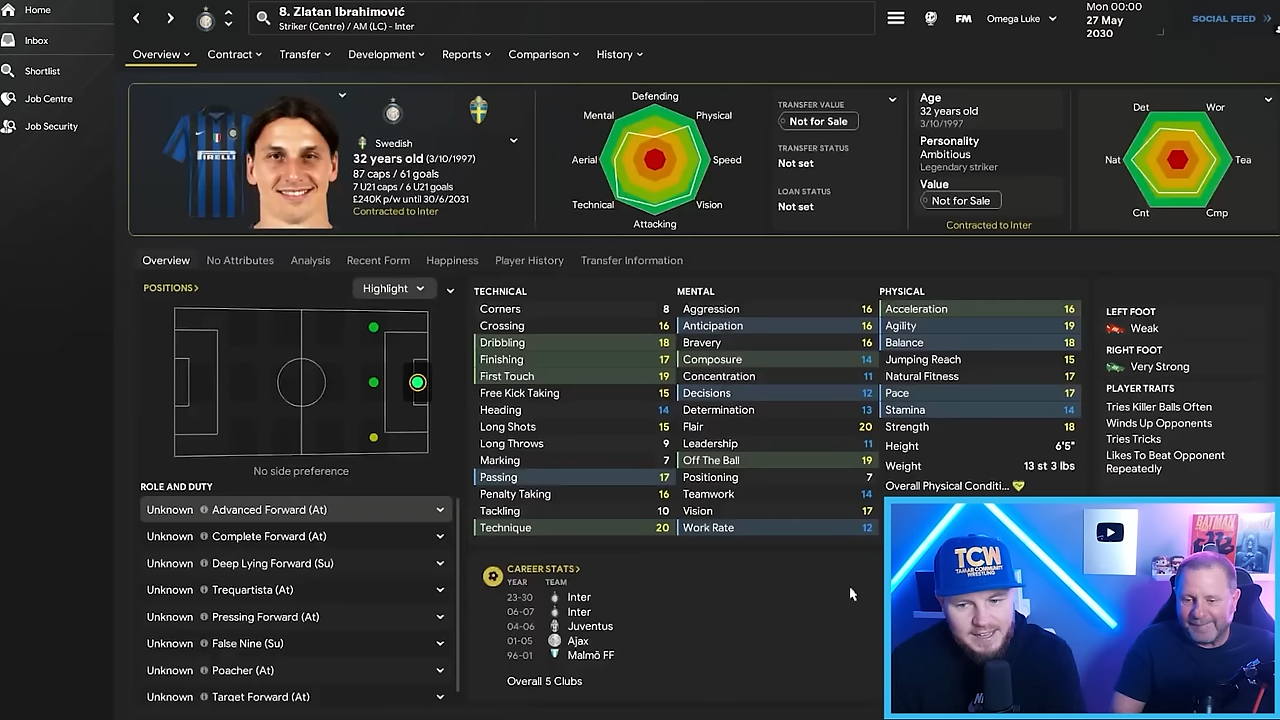 Home
Inbox
Shortlist
Job Centre
Job Security
8. Zlatan Ibrahimović
Striker (Centre) / AM (LC) - Inter
FM
Omega Luke
Mon 00:00
27 May
2030
SOCIAL FEED
Overview
Contract
Transfer
Development
Reports
Comparison
History
PIRELLI
Swedish
32 years old (3/10/1997)
87 caps / 61 goals
7 U21 caps / 6 U21 goals
£240K p/w until 30/6/2031
Contracted to Inter
Defending
Mental
Physical
Aerial
Speed
Technical
Vision
Attacking
TRANSFER VALUE
Not for Sale
TRANSFER STATUS
Not set
LOAN STATUS
Not set
Age
32 years old
3/10/1997
Personality
Ambitious
Legendary striker
Value
Not for Sale
Contracted to Inter
Det
Wor
Nat
Tea
Cnt
Cmp
Overview
No Attributes
Analysis
Recent Form
Happiness
Player History
Transfer Information
POSITIONS
Highlight
No side preference
ROLE AND DUTY
Unknown Advanced Forward (At)
Unknown Complete Forward (At)
Unknown Deep Lying Forward (Su)
Unknown Trequartista (At)
Unknown Pressing Forward (At)
Unknown False Nine (Su)
Unknown Poacher (At)
Unknown Target Forward (At)
TECHNICAL
Corners 8
Crossing 16
Dribbling 18
Finishing 17
First Touch 19
Free Kick Taking 15
Heading 14
Long Shots 15
Long Throws 9
Marking 7
Passing 17
Penalty Taking 16
Tackling 10
Technique 20
MENTAL
Aggression 16
Anticipation 16
Bravery 16
Composure 14
Concentration 11
Decisions 12
Determination 13
Flair 20
Leadership 11
Off The Ball 19
Positioning 7
Teamwork 14
Vision 17
Work Rate 12
PHYSICAL
Acceleration 16
Agility 19
Balance 18
Jumping Reach 15
Natural Fitness 17
Pace 17
Stamina 14
Strength 18
Height 6'5"
Weight 13 st 3 lbs
Overall Physical Conditi...
LEFT FOOT
Weak
RIGHT FOOT
Very Strong
PLAYER TRAITS
Tries Killer Balls Often
Winds Up Opponents
Tries Tricks
Likes To Beat Opponent
Repeatedly
CAREER STATS
YEAR TEAM
23-30 Inter
06-07 Inter
04-06 Juventus
01-05 Ajax
96-01 Malmö FF
Overall 5 Clubs
TCW
TAMAR COMMUNITY
WRESTLING
BATMAN